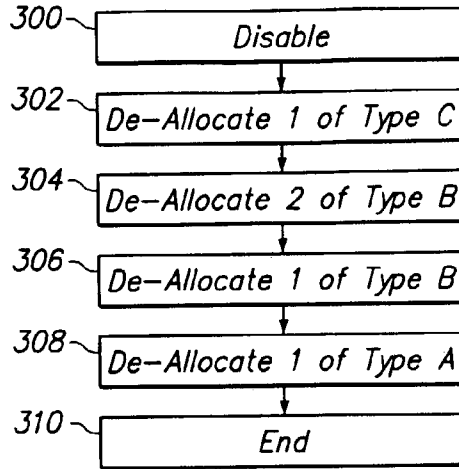 300 Disable
302 De-Allocate 1 of Type C
304 De-Allocate 2 of Type B
306 De-Allocate 1 of Type B
308 De-Allocate 1 of Type A
310 End